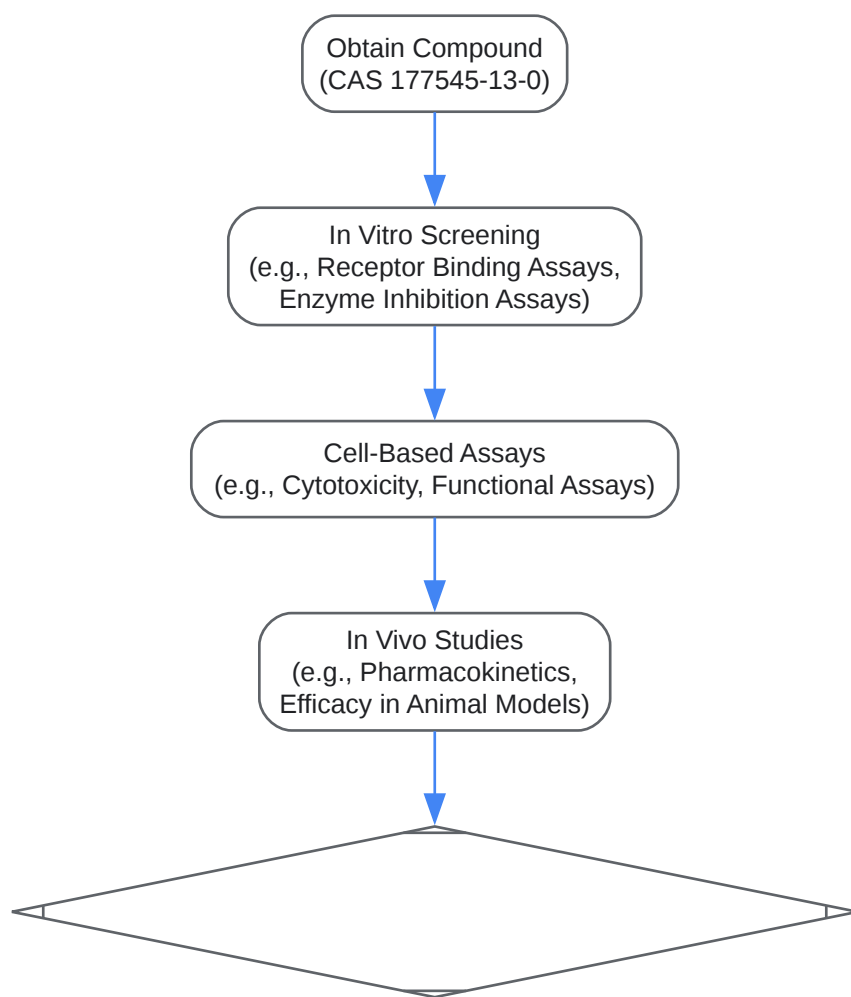 Obtain Compound
(CAS 177545-13-0)
In Vitro Screening
(e.g., Receptor Binding Assays,
Enzyme Inhibition Assays)
Cell-Based Assays
(e.g., Cytotoxicity, Functional Assays)
In Vivo Studies
(e.g., Pharmacokinetics,
Efficacy in Animal Models)